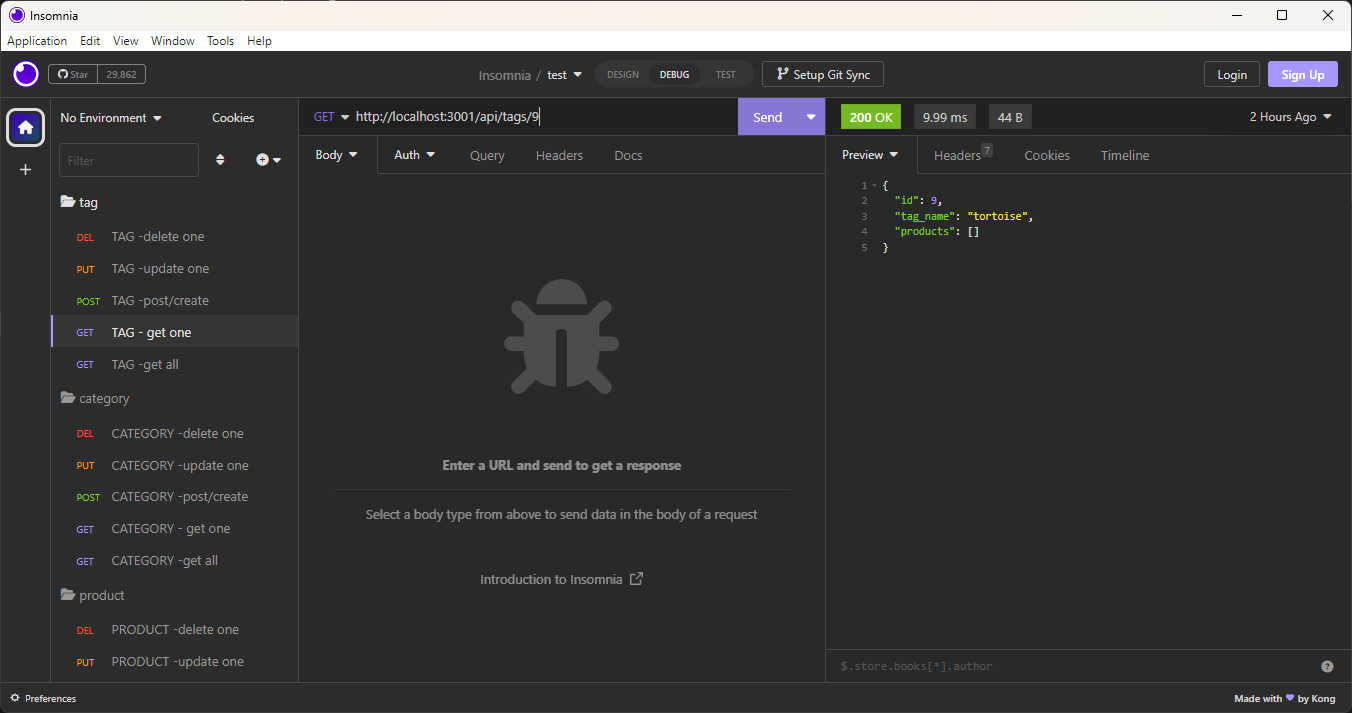 Insomnia
Application Edit View Window Tools Help
Star 29,862 Insomnia / test DESIGN DEBUG TEST Setup Git Sync Login Sign Up
No Environment Cookies
GET http://localhost:3001/api/tags/9 Send
200 OK 9.99 ms 44 B 2 Hours Ago
Filter
Body Auth Query Headers Docs
Preview Headers 7 Cookies Timeline
tag
DEL TAG -delete one
PUT TAG -update one
POST TAG -post/create
GET TAG - get one
GET TAG -get all
category
DEL CATEGORY -delete one
PUT CATEGORY -update one
POST CATEGORY -post/create
GET CATEGORY - get one
GET CATEGORY -get all
product
DEL PRODUCT -delete one
PUT PRODUCT -update one
Enter a URL and send to get a response
Select a body type from above to send data in the body of a request
Introduction to Insomnia
1 {
2 "id": 9,
3 "tag_name": "tortoise",
4 "products": []
5 }
$.store.books[*].author ?
Preferences
Made with by Kong